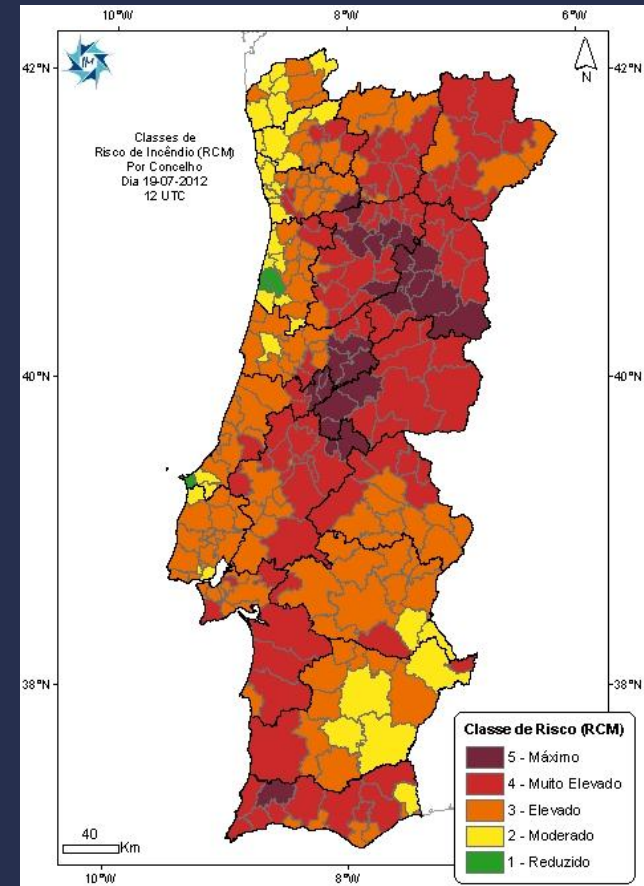 10°W
8°W
6°W
42°N
42°N
IM
N
Classes de
Risco de Incêndio (RCM)
Por Concelho
Dia 19-07-2012
12 UTC
40°N
40°N
38°N
38°N
Classe de Risco (RCM)
5 - Máximo
4 - Muito Elevado
3 - Elevado
2 - Moderado
1 - Reduzido
40
Km
10°W
8°W